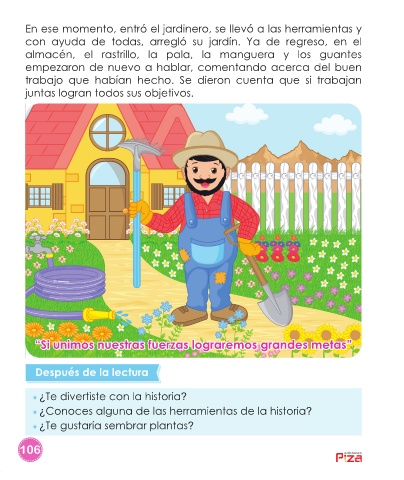 En ese momento, entró el jardinero, se llevó a las herramientas y
con ayuda de todas, arregló su jardín. Ya de regreso, en el
almacén, el rastrillo, la pala, la manguera y los guantes
empezaron de nuevo a hablar, comentando acerca del buen
trabajo que habían hecho. Se dieron cuenta que si trabajan
juntas logran todos sus objetivos.
“Si unimos nuestras fuerzas lograremos grandes metas”
Después de la lectura
• ¿Te divertiste con la historia?
• ¿Conoces alguna de las herramientas de la historia?
• ¿Te gustaría sembrar plantas?
106